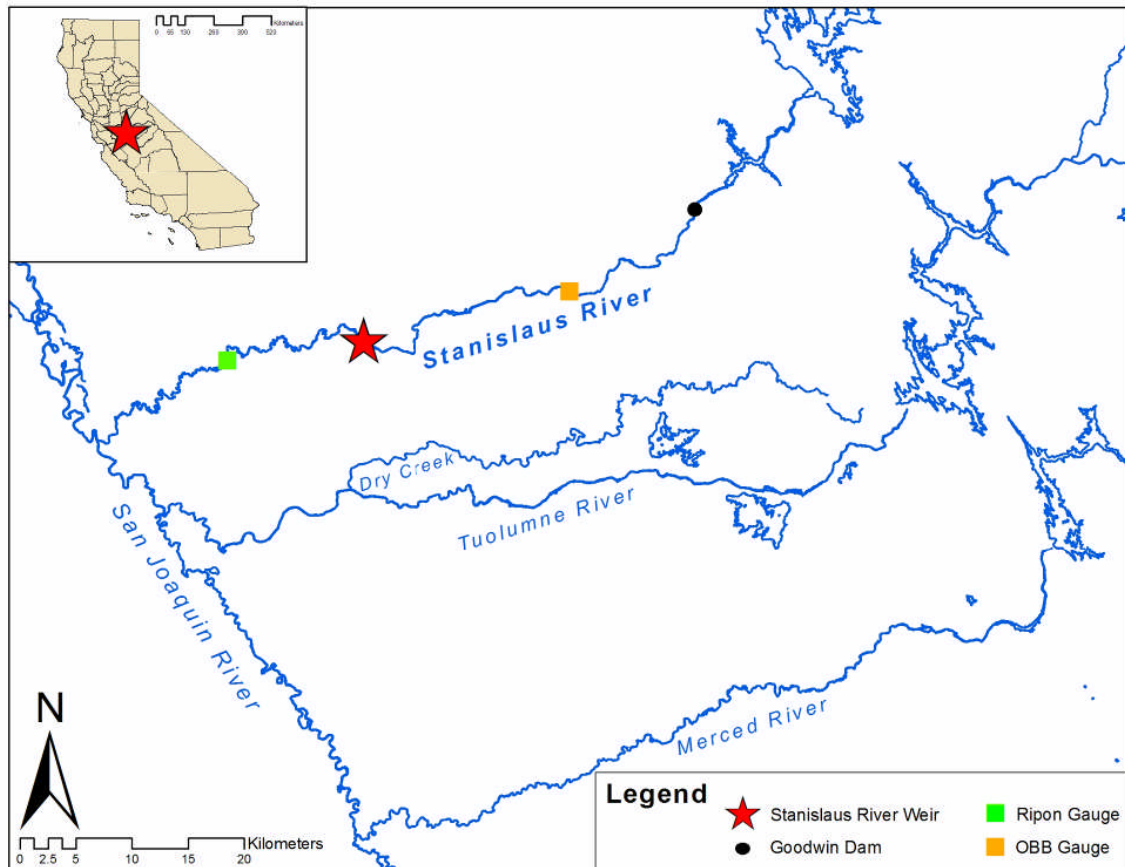 Kilometers
0 65 130 260 390 520
Stanislaus River
Dry Creek
Tuolumne River
San Joaquin River
Merced River
N
Kilometers
0 2.5 5 10 15 20
Legend
Stanislaus River Weir
Goodwin Dam
Ripon Gauge
OBB Gauge